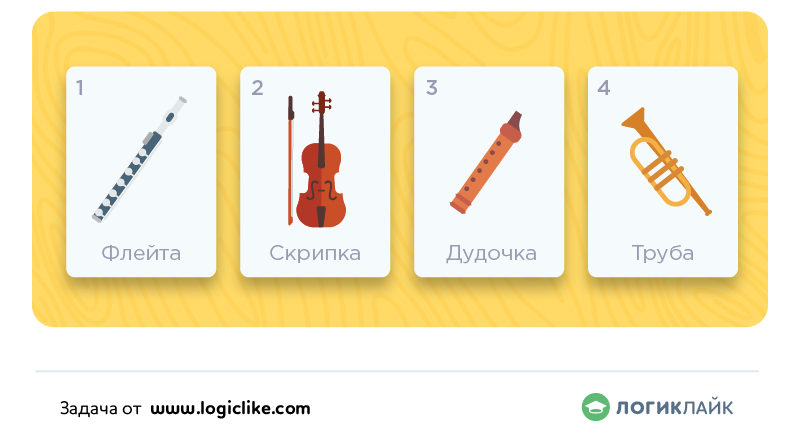 1
2
3
4
Флейта
Скрипка
Дудочка
Труба
Задача от www.logiclike.com
ЛОГИКЛАЙК